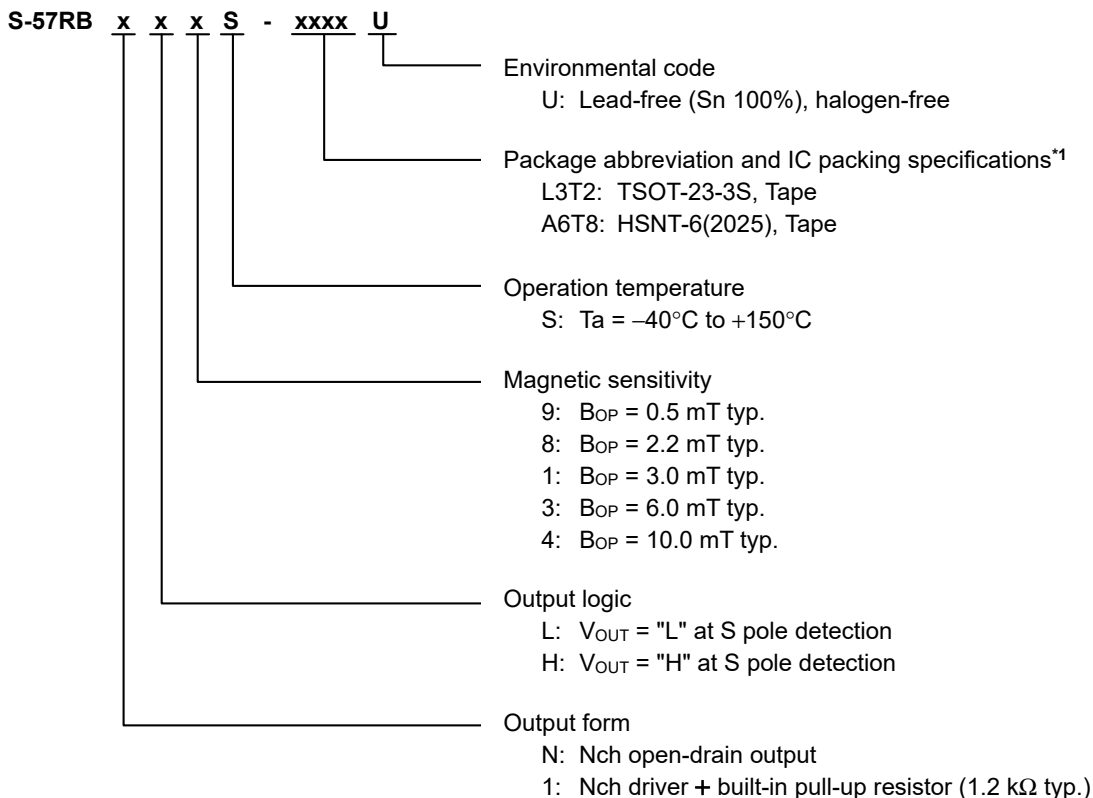 S-57RB x x x S - xxxx U
Environmental code
U: Lead-free (Sn 100%), halogen-free
Package abbreviation and IC packing specifications*1
L3T2: TSOT-23-3S, Tape
A6T8: HSNT-6(2025), Tape
Operation temperature
S: Ta = −40°C to +150°C
Magnetic sensitivity
9: BOP = 0.5 mT typ.
8: BOP = 2.2 mT typ.
1: BOP = 3.0 mT typ.
3: BOP = 6.0 mT typ.
4: BOP = 10.0 mT typ.
Output logic
L: VOUT = "L" at S pole detection
H: VOUT = "H" at S pole detection
Output form
N: Nch open-drain output
1: Nch driver + built-in pull-up resistor (1.2 kΩ typ.)